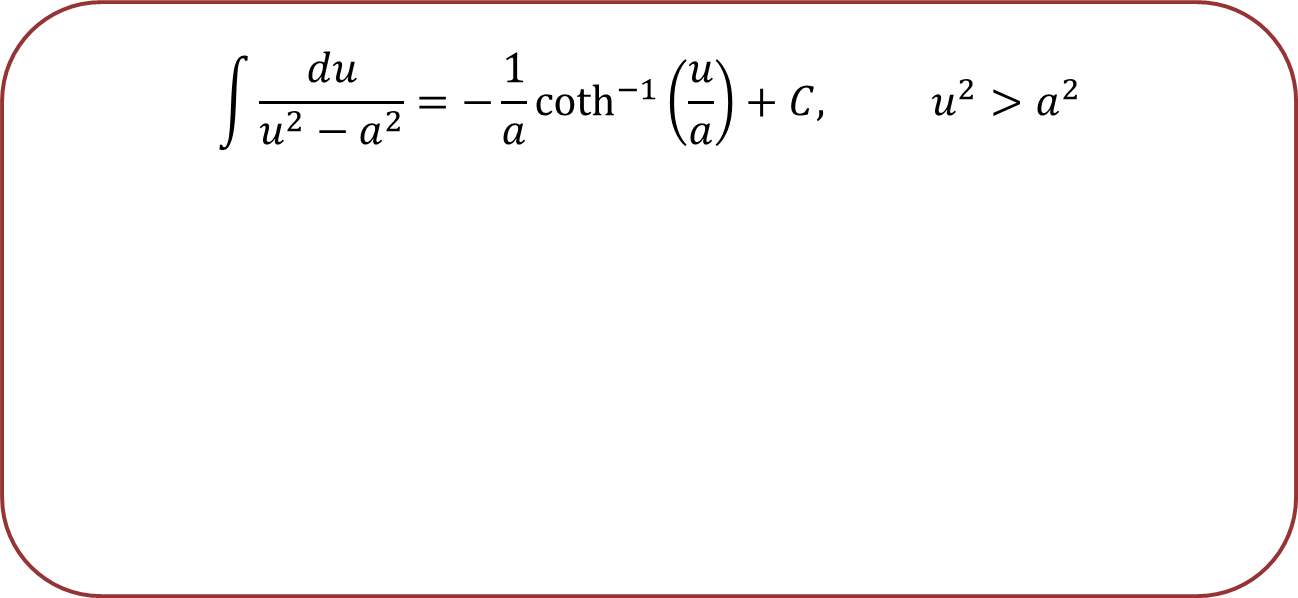 ∫ du/(u² − a²) = −(1/a) coth⁻¹(u/a) + C, u² > a²